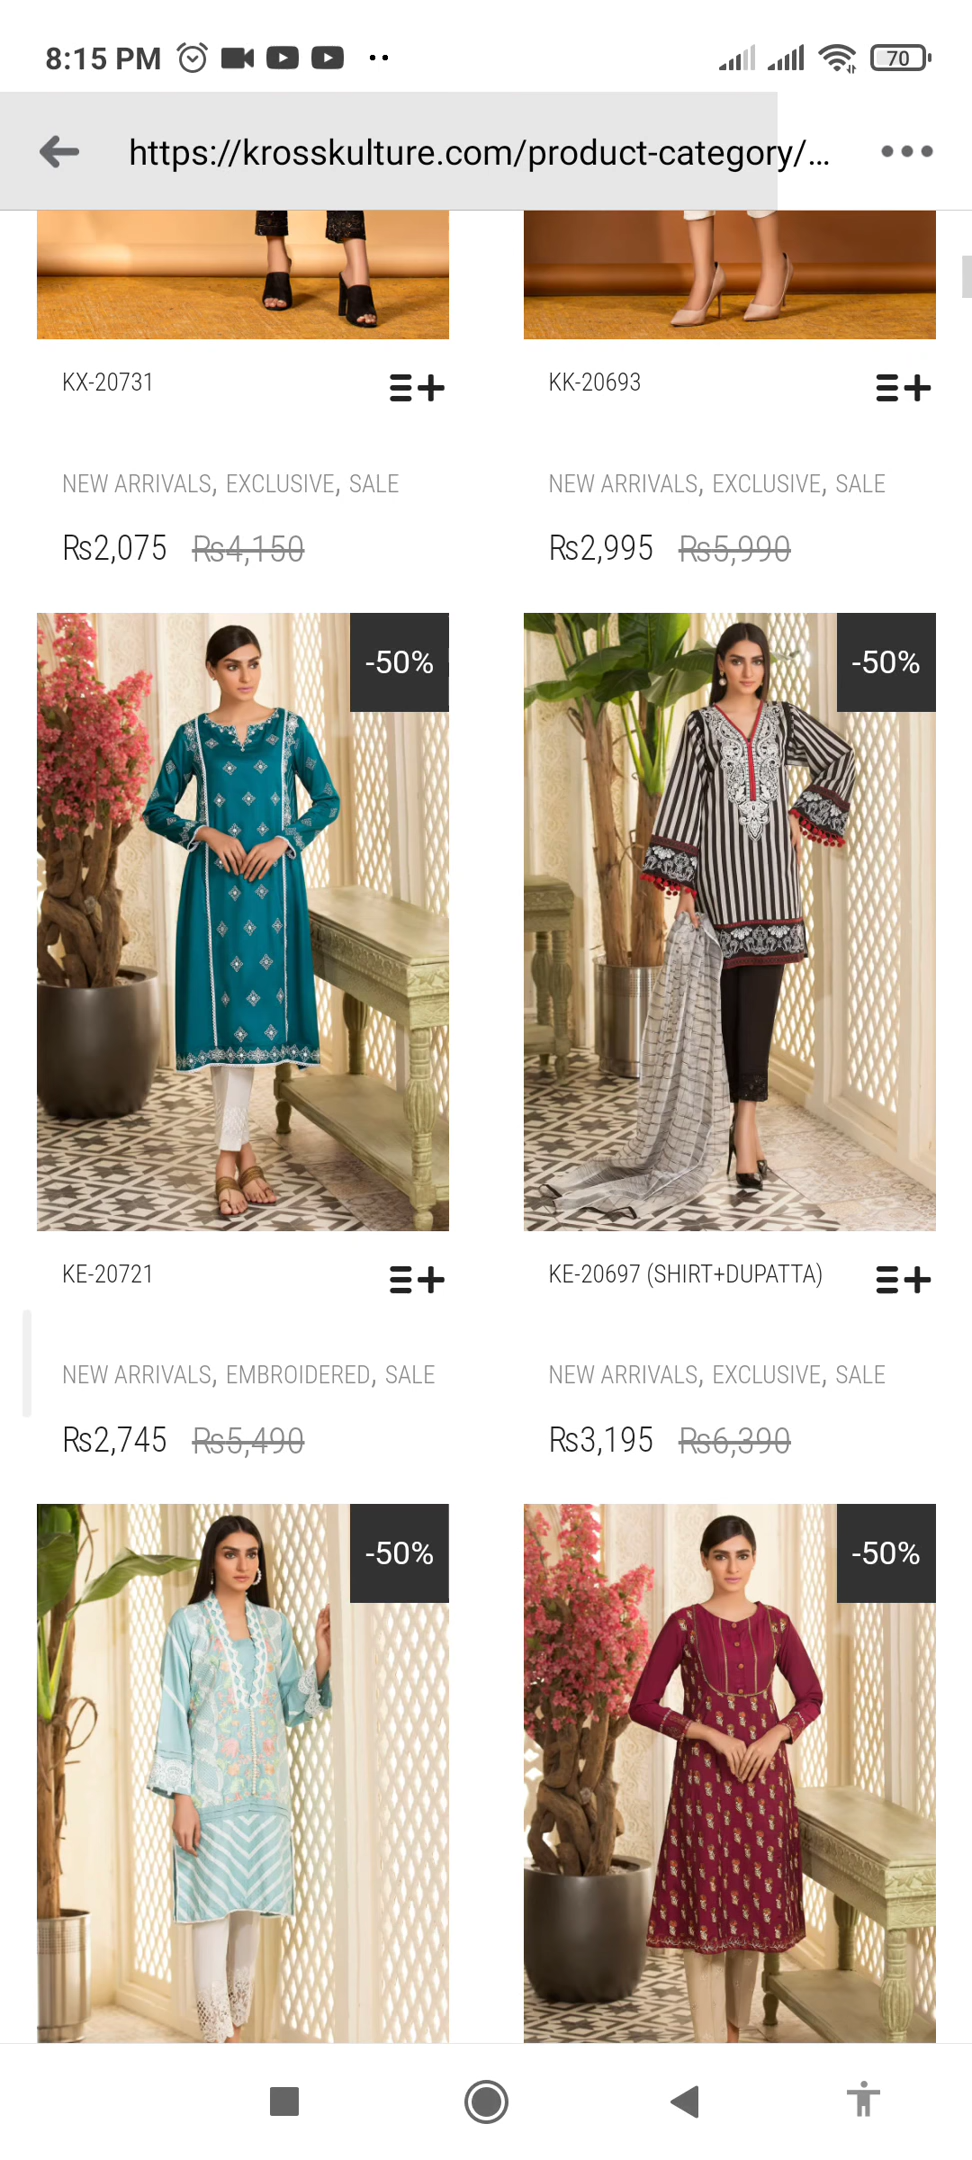 8:15 PM
70
https://krosskulture.com/product-category/...
KX-20731
KK-20693
NEW ARRIVALS, EXCLUSIVE, SALE
NEW ARRIVALS, EXCLUSIVE, SALE
₨2,075 ₨4,150
₨2,995 ₨5,990
-50%
-50%
KE-20721
KE-20697 (SHIRT+DUPATTA)
NEW ARRIVALS, EMBROIDERED, SALE
NEW ARRIVALS, EXCLUSIVE, SALE
₨2,745 ₨5,490
₨3,195 ₨6,390
-50%
-50%